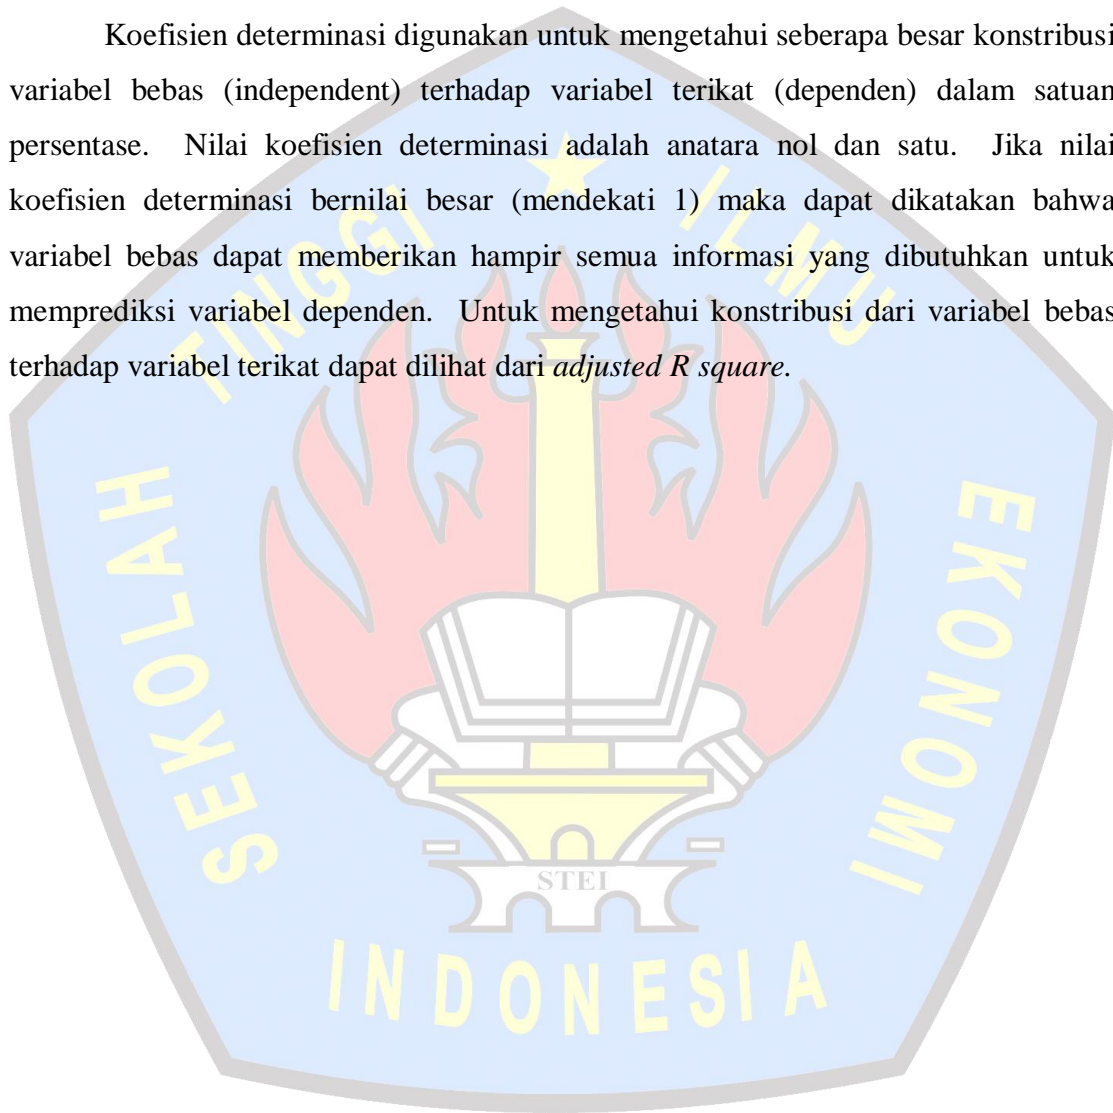 Koefisien determinasi digunakan untuk mengetahui seberapa besar konstribusi
variabel bebas (independent) terhadap variabel terikat (dependen) dalam satuan
persentase. Nilai koefisien determinasi adalah anatara nol dan satu. Jika nilai
koefisien determinasi bernilai besar (mendekati 1) maka dapat dikatakan bahwa
variabel bebas dapat memberikan hampir semua informasi yang dibutuhkan untuk
memprediksi variabel dependen. Untuk mengetahui konstribusi dari variabel bebas
terhadap variabel terikat dapat dilihat dari adjusted R square.
SEKOLAH TINGGI ILMU EKONOMI
STEI
INDONESIA